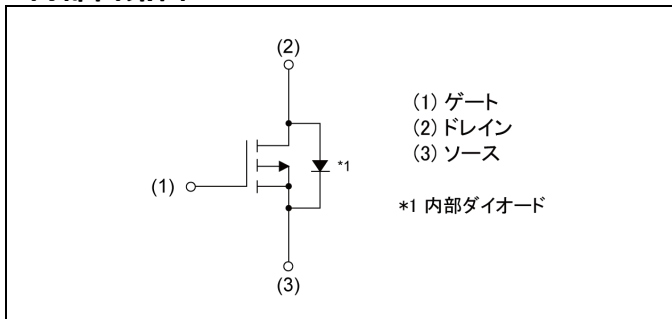 (2)
(1) ゲート
(2) ドレイン
(3) ソース
*1
(1)
*1 内部ダイオード
(3)